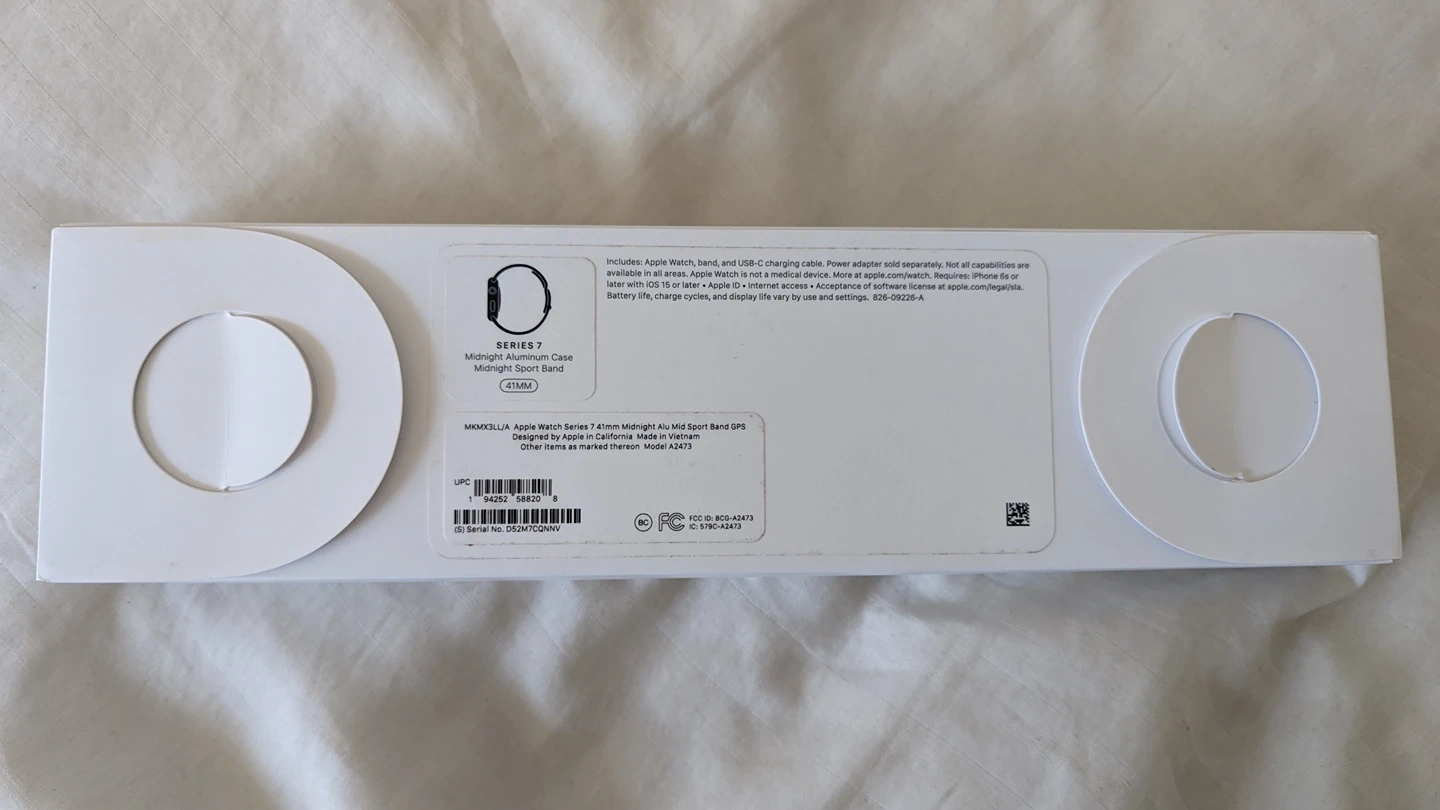 SERIES 7
Midnight Aluminum Case
Midnight Sport Band
41MM
Includes: Apple Watch, band, and USB-C charging cable. Power adapter sold separately. Not all capabilities are
available in all areas. Apple Watch is not a medical device. More at apple.com/watch. Requires: iPhone 6s or
later with iOS 15 or later • Apple ID • Internet access • Acceptance of software license at apple.com/legal/sla.
Battery life, charge cycles, and display life vary by use and settings. 826-09226-A
MKMX3LL/A Apple Watch Series 7 41mm Midnight Alu Mid Sport Band GPS
Designed by Apple in California Made in Vietnam
Other items as marked thereon Model A2473
UPC
1 94252 58820 8
(S) Serial No. D52M7CQNNV
BC FC FCC ID: BCG-A2473
IC: 579C-A2473